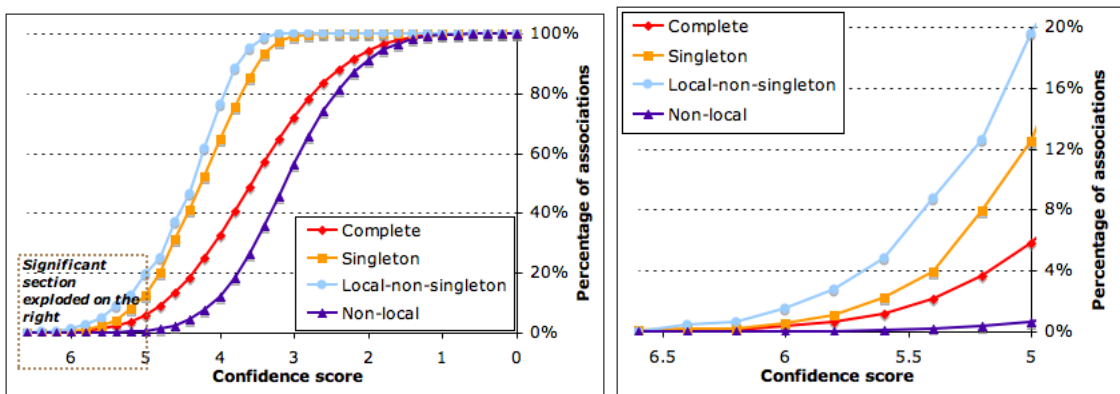 100%
80%
60%
40%
20%
0%
Percentage of associations
Complete
Singleton
Local-non-singleton
Non-local
Significant
section
exploded on the
right
6
5
4
3
2
1
0
Confidence score
Complete
Singleton
Local-non-singleton
Non-local
20%
16%
12%
8%
4%
0%
Percentage of associations
6.5
6
5.5
5
Confidence score